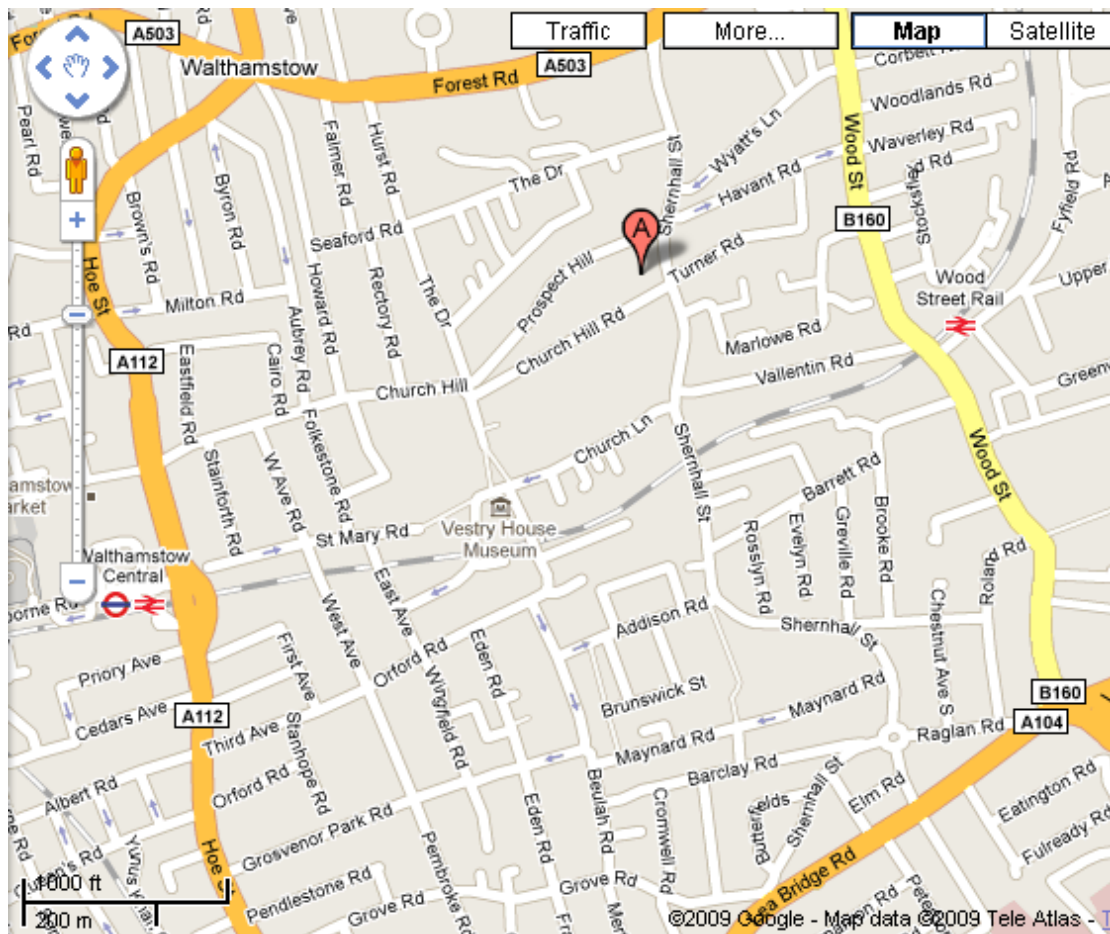 A503
Traffic
More...
Map
Satellite
Walthamstow
Forest Rd
A503
Corbett
Woodlands Rd
Waverley Rd
Pearl Rd
Brown's Rd
Byron Rd
Falmer Rd
Hurst Rd
The Dr
Shernhall St
Wyatt's Ln
Havant Rd
Wood St
Fyfield Rd
B160
Seaford Rd
A
Turner Rd
Prospect Hill
Wood
Street Rail
Upper
Hoe St
Milton Rd
Howard Rd
Rectory Rd
The Dr
Aubrey Rd
Church Hill Rd
Marlowe Rd
Vallentin Rd
A112
Eastfield Rd
Cairo Rd
Church Hill
Folkestone Rd
Church Ln
Shernhall St
Wood St
Stainforth Rd
W Ave Rd
Barrett Rd
St Mary Rd
Vestry House
Museum
Rosslyn Rd
Evelyn Rd
Greville Rd
Brooke Rd
Roland Rd
Walthamstow
Central
East Ave
West Ave
Addison Rd
Shernhall St
Chestnut Ave S
Priory Ave
First Ave
Orford Rd
Eden Rd
Wingfield Rd
Brunswick St
Maynard Rd
B160
Cedars Ave
A112
Third Ave
Stanhope Rd
Maynard Rd
Raglan Rd
A104
Albert Rd
Orford Rd
Barclay Rd
Shernhall St
Elm Rd
Eatington Rd
Fulready Rd
Hoe St
Grosvenor Park Rd
Pembroke Rd
Eden Rd
Beulah Rd
Cromwell Rd
1000 ft
200 m
Pendlestone Rd
Grove Rd
Grove Rd
ea Bridge Rd
©2009 Google - Map data ©2009 Tele Atlas -